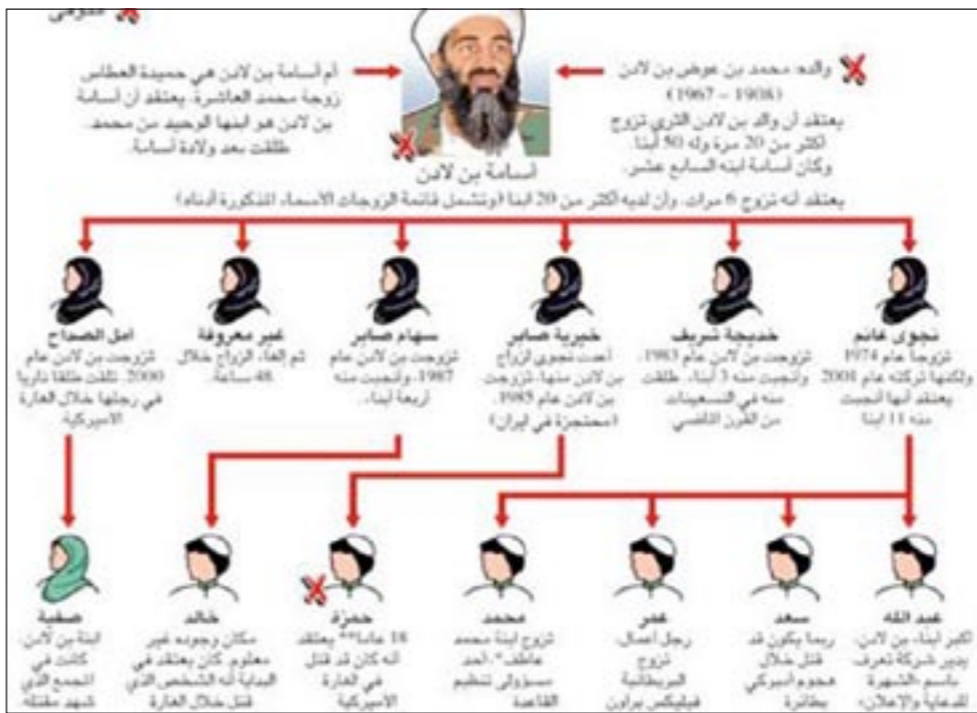 متوفى
والده: محمد بن عوض بن لادن
(1908 – 1967)
يعتقد أن والد بن لادن الثري تزوج
أكثر من 20 مرة وله 50 أبنا.
وكان أسامة ابنه السابع عشر.
أم أسامة بن لادن هي حميدة العطاس
زوجة محمد العاشرة. يعتقد أن أسامة
بن لادن هو ابنها الوحيد من محمد.
طلقت بعد ولادة أسامة.
أسامة بن لادن
يعتقد أنه تزوج 6 مرات. وأن لديه أكثر من 20 ابنا (وتشمل قائمة الزوجات الاسماء المذكورة أدناه)
نجوى غانم
تزوجا عام 1974
ولكنها تركته عام 2001
يعتقد أنها أنجبت
منه 11 ابنا
خديجة شريف
تزوجت بن لادن عام 1983.
وأنجبت منه 3 أبناء. طلقت
منه في التسعينات
من القرن الماضي
خيرية صابر
أعدت نجوى لزواج
بن لادن منها. تزوجت
بن لادن عام 1985.
(محتجزة في ايران)
سهام صابر
تزوجت بن لادن عام
1987. وأنجبت منه
أربعة أبناء.
غير معروفة
تم إلغاء الزواج خلال
48 ساعة.
امل الصداح
تزوجت بن لادن عام
2000. تلقت طلقا ناريا
في رجلها خلال الغارة
الاميركية.
عبد الله
أكبر أبناء بن لادن.
يدير شركة تعرف
باسم «الشهرة
للدعاية والإعلان»
سعد
ربما يكون قد
قتل خلال
هجوم أميركي
بطائرة
عمر
رجل أعمال.
تزوج
البريطانية
فيليكس براون
محمد
تزوج ابنة محمد
عاطف* أحد
مسؤولي تنظيم
القاعدة
حمزة
18 عاما** يعتقد
أنه كان قد قتل
في الغارة
الاميركية
خالد
مكان وجوده غير
معلوم. كان يعتقد في
البداية أنه الشخص الذي
قتل خلال الغارة
صفية
ابنة بن لادن.
كانت في
المجمع الذي
شهد مقتله.